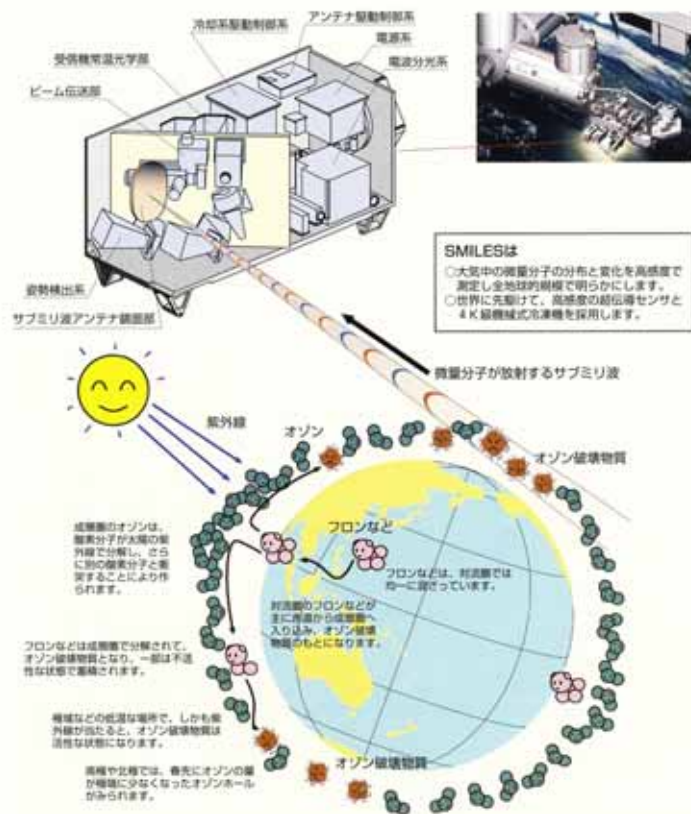 冷却系駆動制御系
アンテナ駆動制御系
電源系
受信機常温光学部
電波分光系
ビーム伝送部
姿勢検出系
サブミリ波アンテナ鏡面部
SMILESは
○大気中の微量分子の分布と変化を高感度で
測定し全地球的規模で明らかにします。
○世界に先駆けて、高感度の超伝導センサと
4K級機械式冷凍機を採用します。
微量分子が放射するサブミリ波
紫外線
オゾン
オゾン破壊物質
成層圏のオゾンは、
酸素分子が太陽の紫
外線で分解し、さら
に別の酸素分子と衝
突することにより作
られます。
フロンなど
フロンなどは、対流圏では
均一に混ざっています。
対流圏のフロンなどが
主に赤道から成層圏へ
入り込み、オゾン破壊
物質のもとになります。
フロンなどは成層圏で分解されて、
オゾン破壊物質となり、一部は不活
性な状態で蓄積されます。
極域などの低温な場所で、しかも紫
外線が当たると、オゾン破壊物質は
活性な状態になります。
オゾン破壊物質
南極や北極では、春先にオゾンの量
が極端に少なくなったオゾンホール
がみられます。